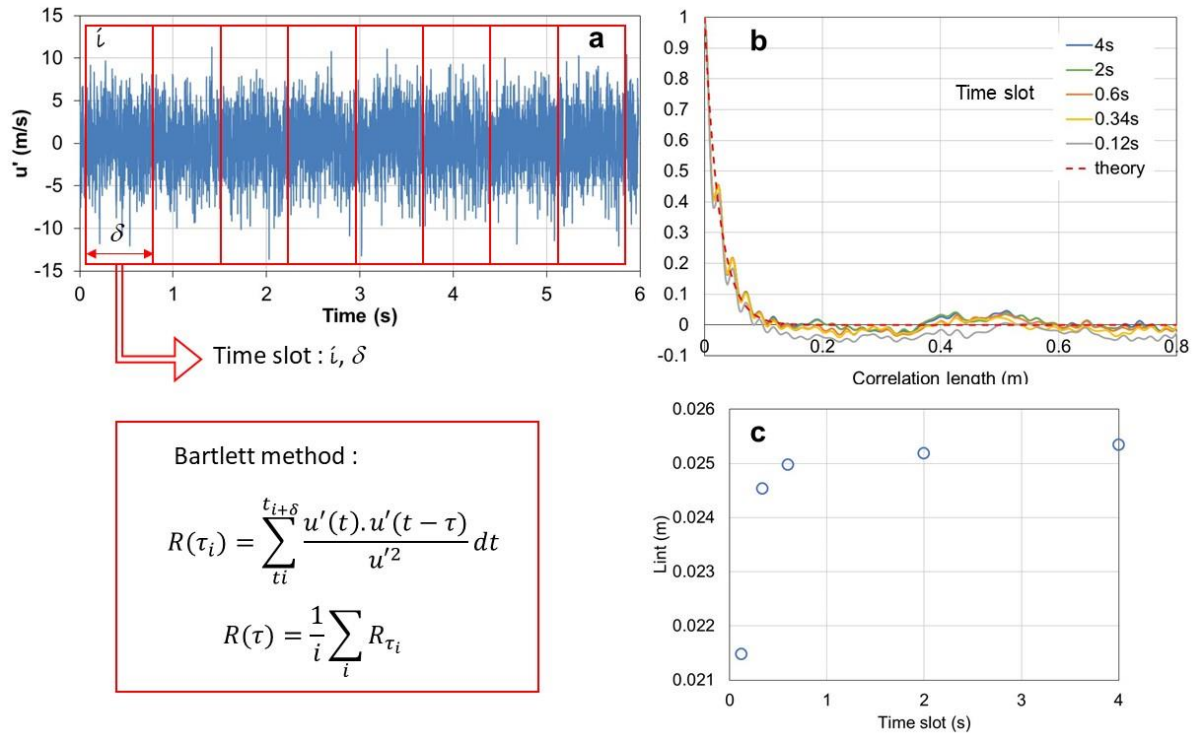 a
u' (m/s)
15
10
5
0
-5
-10
-15
i
δ
0 1 2 3 4 5 6
Time (s)
Time slot : i, δ
b
1
0.9
0.8
0.7
0.6
0.5
0.4
0.3
0.2
0.1
0
-0.1
0 0.2 0.4 0.6 0.8
Correlation length (m)
Time slot
4s
2s
0.6s
0.34s
0.12s
theory
Bartlett method :
R(τᵢ) = ∑_{ti}^{t_{i+δ}} \frac{u'(t).u'(t − τ)}{u'^2} dt
R(τ) = \frac{1}{i} ∑_i R_{τ_i}
c
Lint (m)
0.026
0.025
0.024
0.023
0.022
0.021
0 1 2 3 4
Time slot (s)